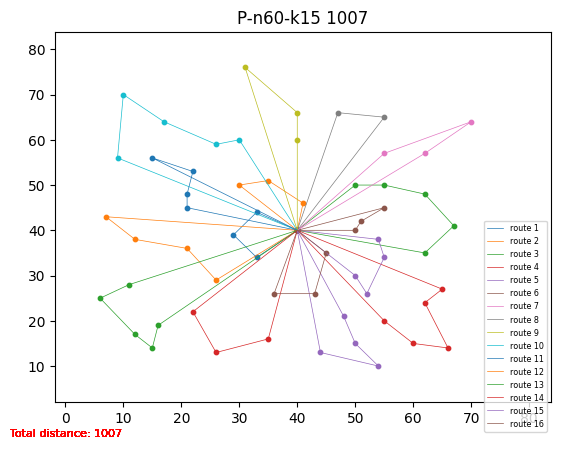 P-n60-k15 1007
80
70
60
50
40
30
20
10
0 10 20 30 40 50 60 70 80
route 1
route 2
route 3
route 4
route 5
route 6
route 7
route 8
route 9
route 10
route 11
route 12
route 13
route 14
route 15
route 16
Total distance: 1007